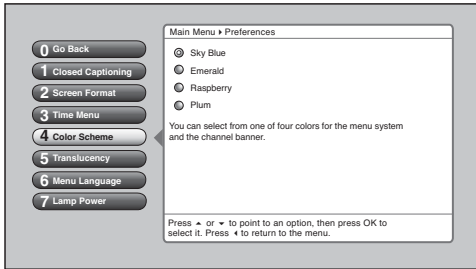 0 Go Back
1 Closed Captioning
2 Screen Format
3 Time Menu
4 Color Scheme
5 Translucency
6 Menu Language
7 Lamp Power
Main Menu ▸ Preferences
Sky Blue
Emerald
Raspberry
Plum
You can select from one of four colors for the menu system
and the channel banner.
Press ▲ or ▼ to point to an option, then press OK to
select it. Press ◀ to return to the menu.